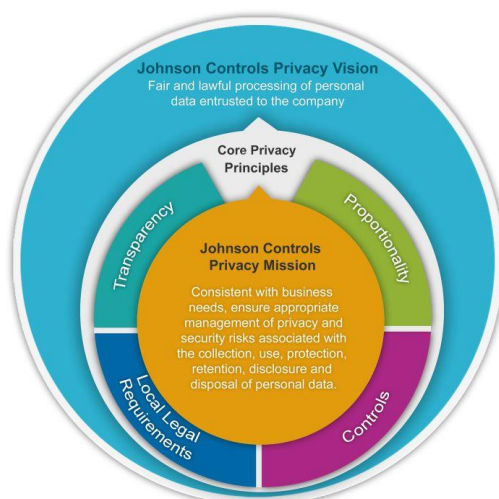 Johnson Controls Privacy Vision
Fair and lawful processing of personal
data entrusted to the company
Core Privacy
Principles
Transparency
Proportionality
Johnson Controls
Privacy Mission
Consistent with business
needs, ensure appropriate
management of privacy and
security risks associated with
the collection, use, protection,
retention, disclosure and
disposal of personal data.
Local Legal
Requirements
Controls